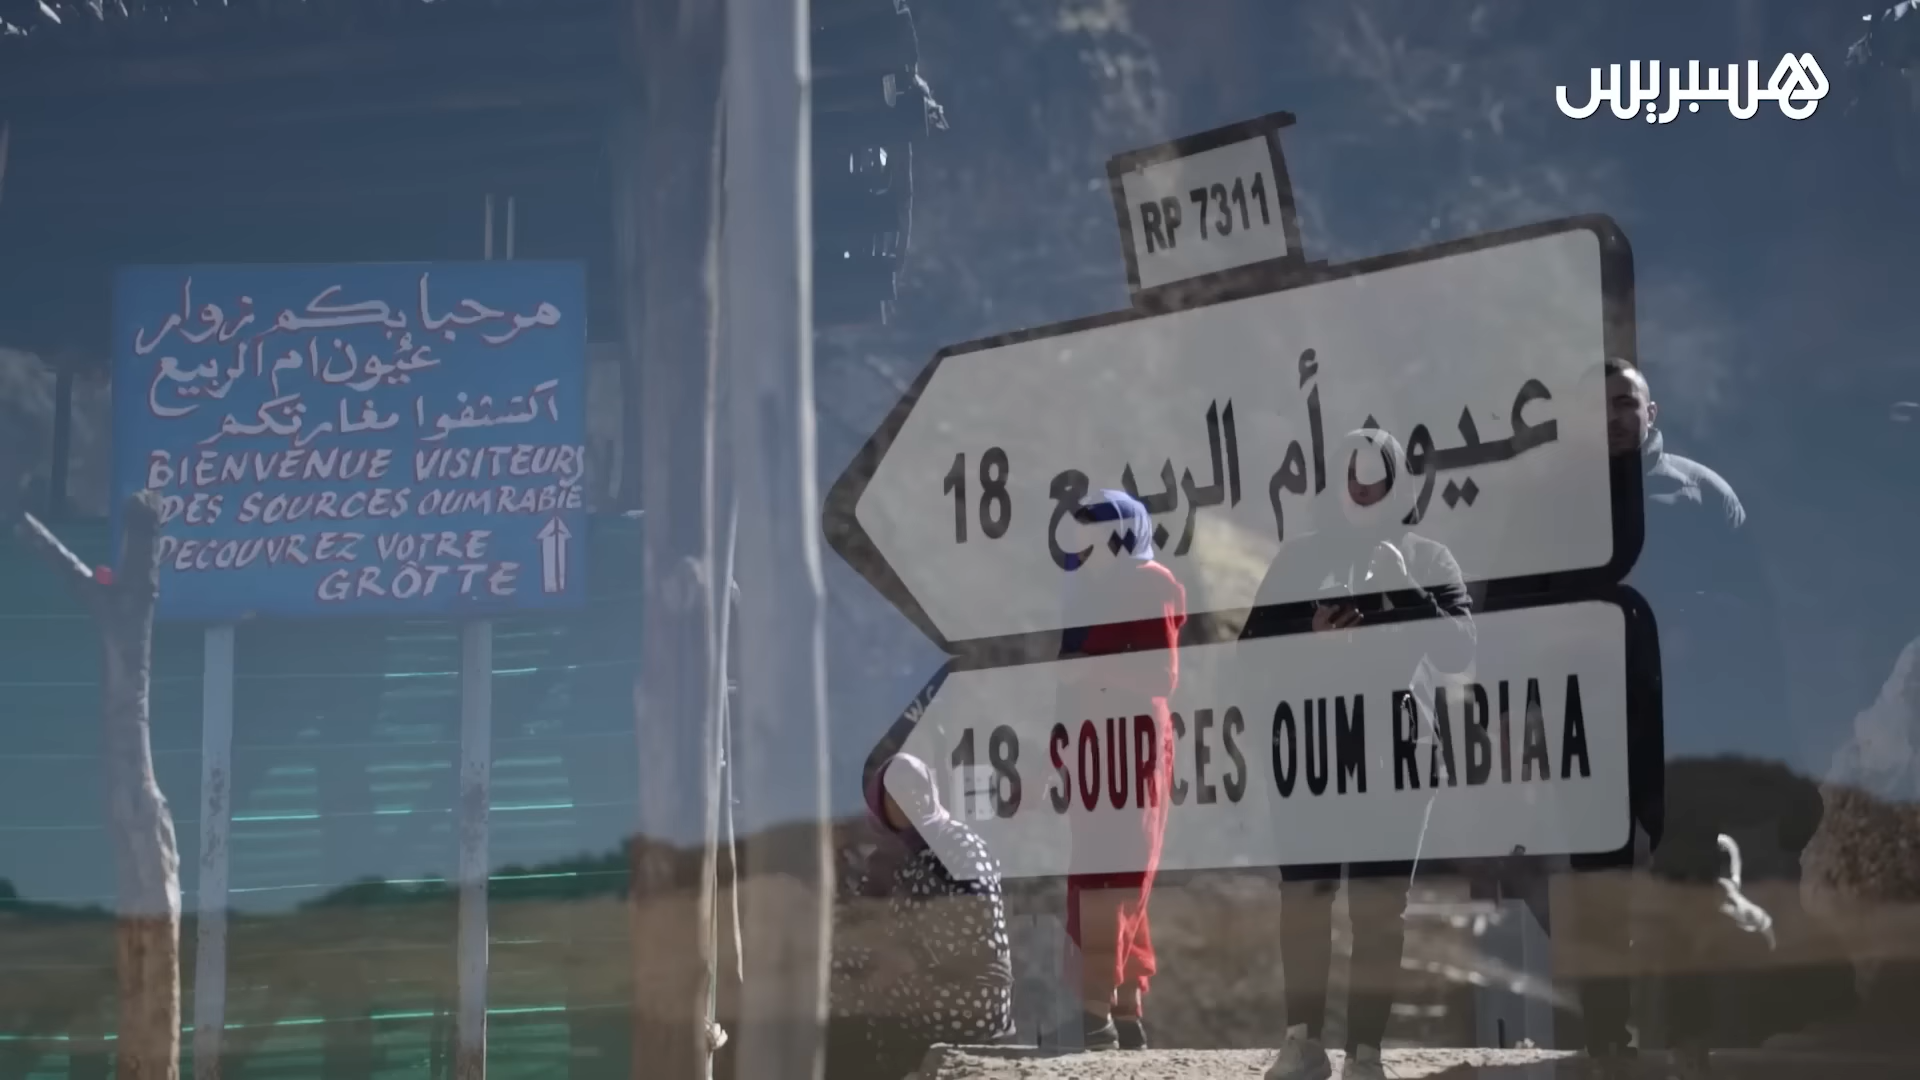 هسبريس
RP 7311
عيون أم الربيع 18
18 SOURCES OUM RABIAA
مرحبا بكم زوار
عيون ام الربيع
اكتشفوا مغارتكم
BIENVENUE VISITEURS
DES SOURCES OUM RABIE
DECOUVREZ VOTRE
GRÔTTE